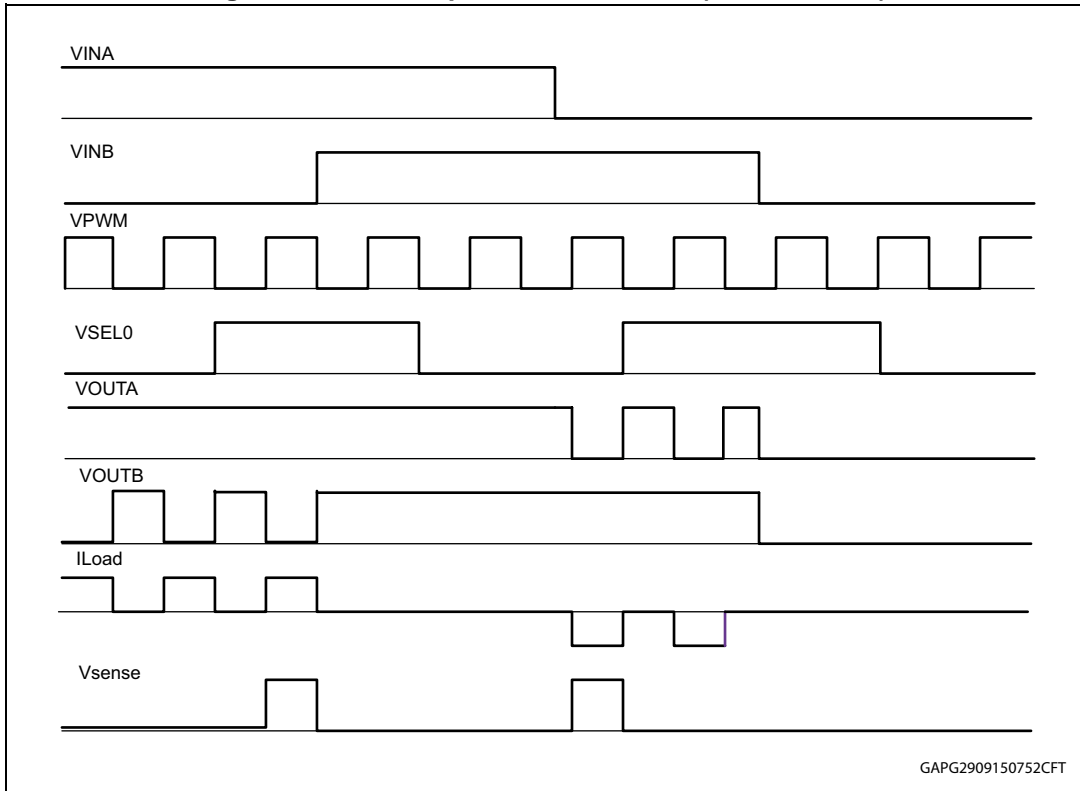 VINA
VINB
VPWM
VSEL0
VOUTA
VOUTB
ILoad
Vsense
GAPG2909150752CFT